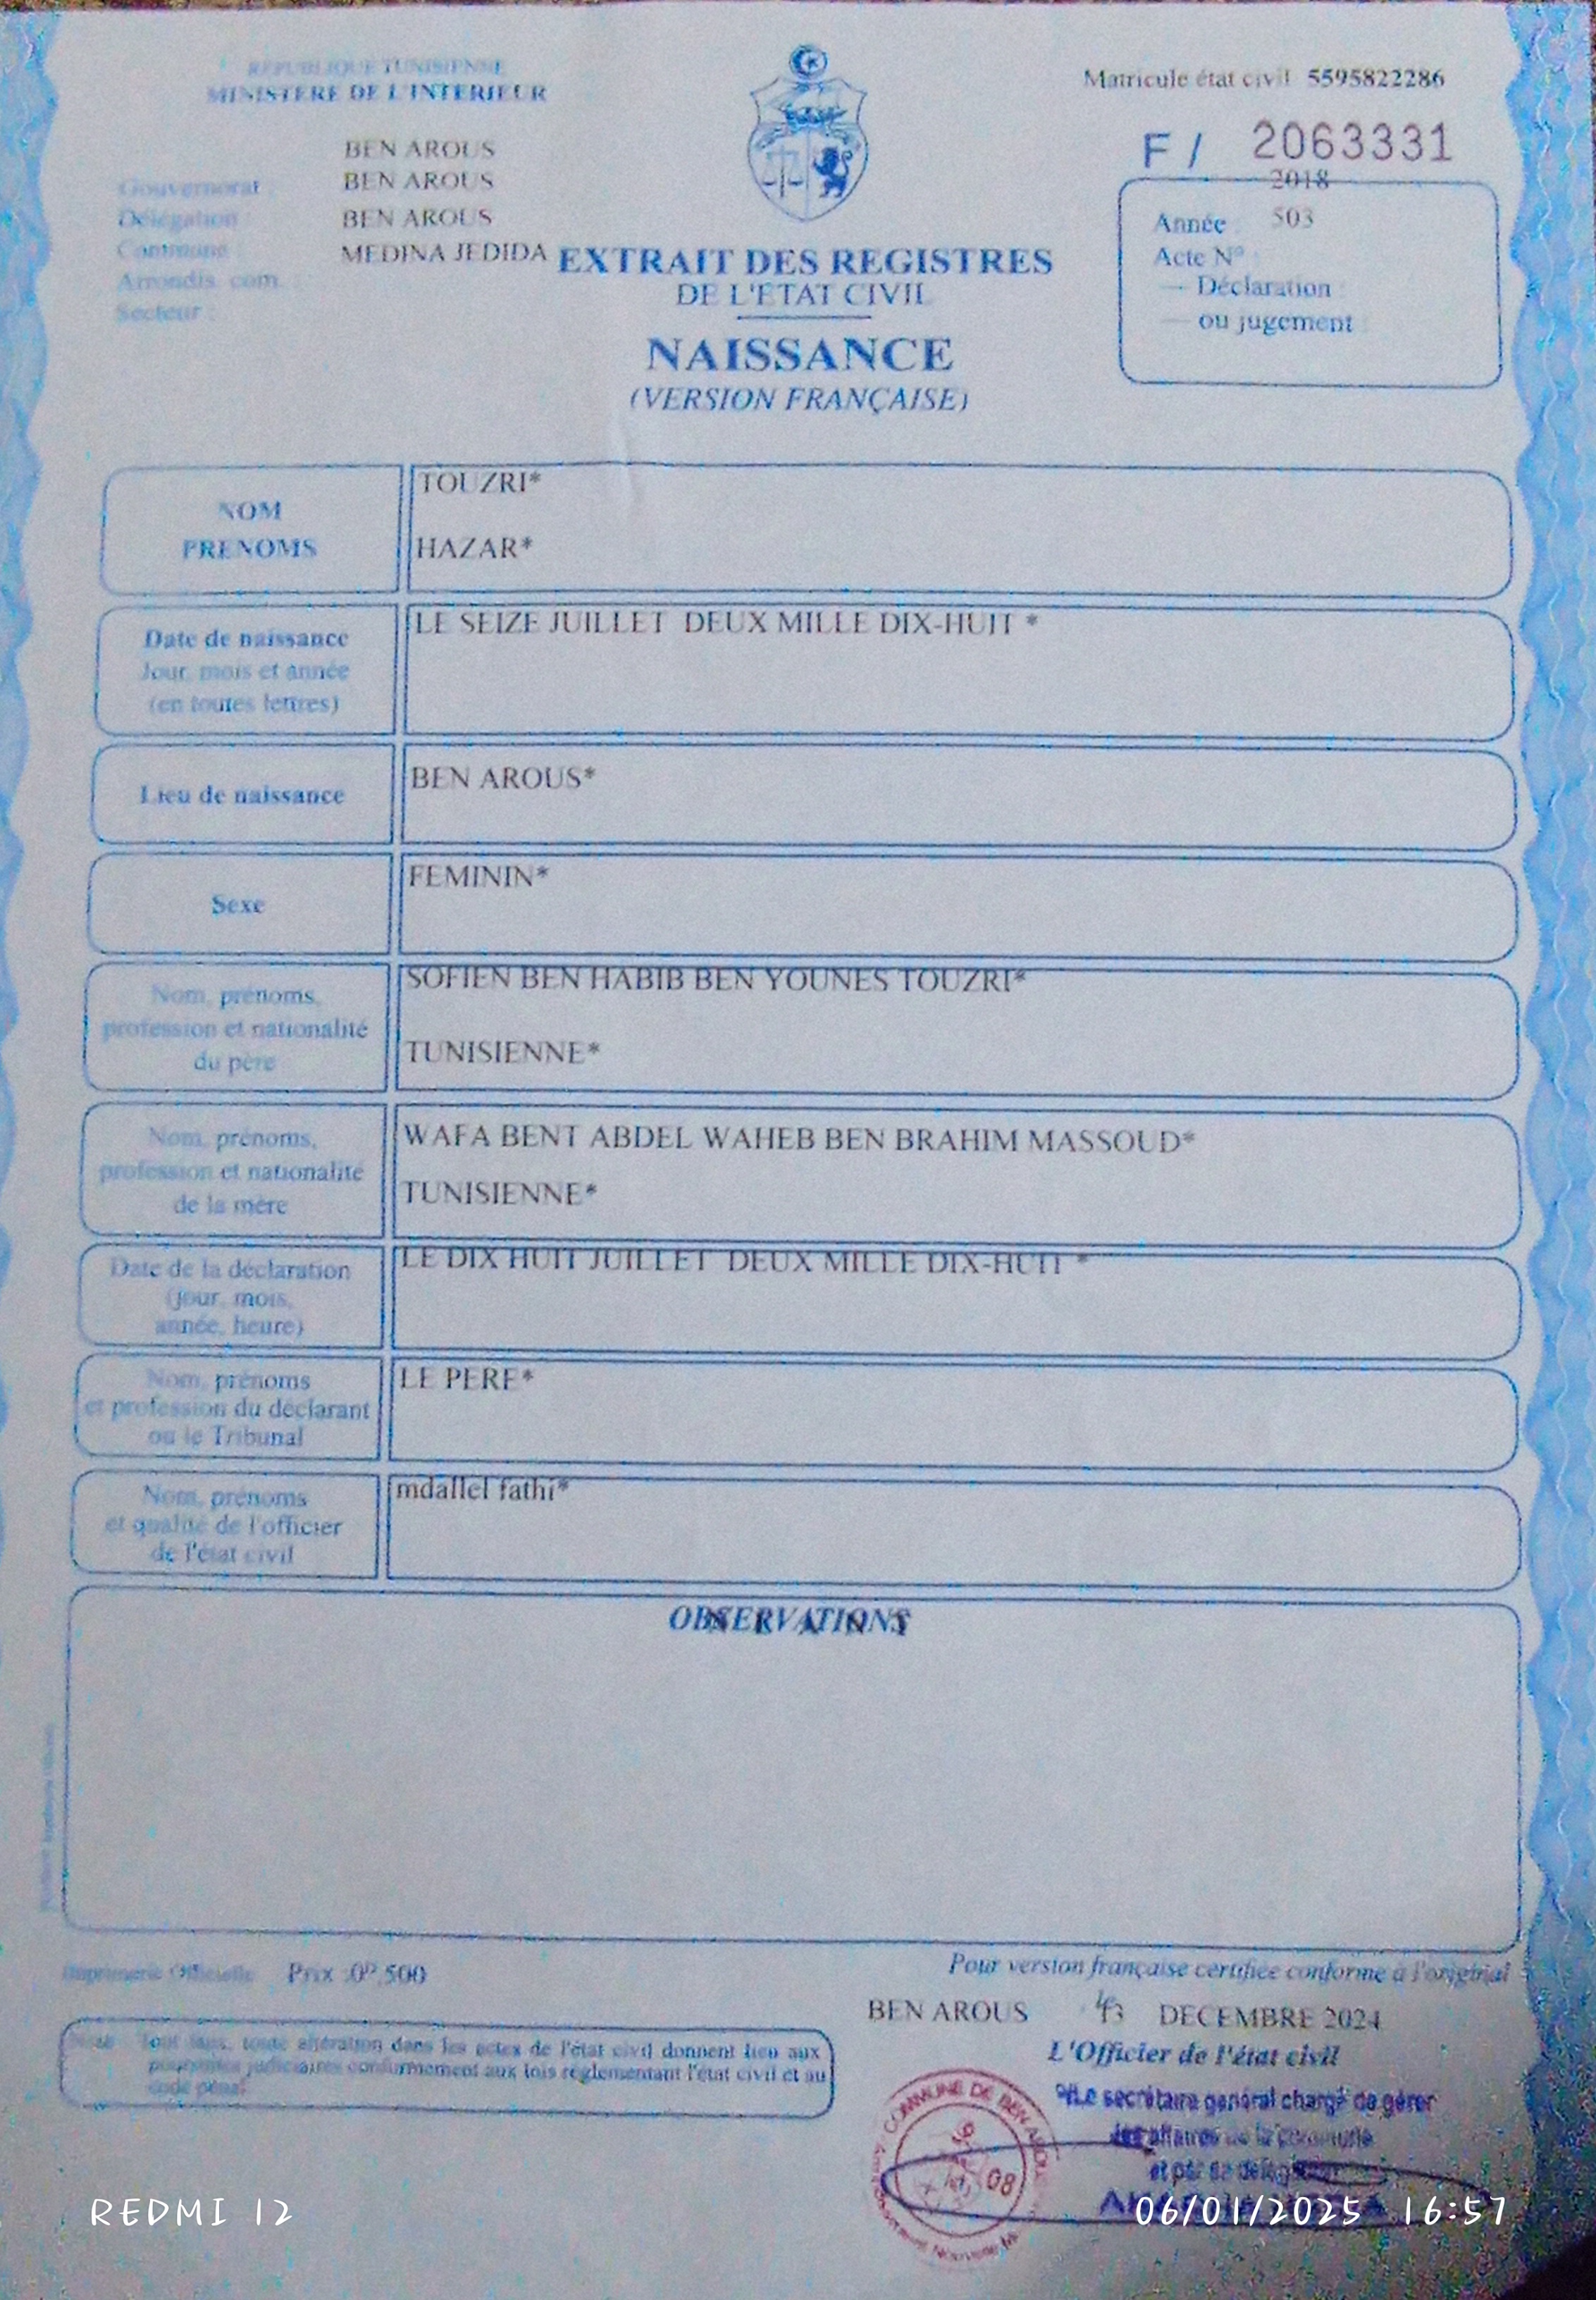 REPUBLIQUE TUNISIENNE
MINISTERE DE L'INTERIEUR
BEN AROUS
Gouvernorat : BEN AROUS
Délégation : BEN AROUS
Commune : MEDINA JEDIDA
Arrondis. com. :
Secteur :
Matricule état civil 5595822286
F / 2063331
2018
Année : 503
Acte N° :
— Déclaration :
— ou jugement :
EXTRAIT DES REGISTRES
DE L'ETAT CIVIL
NAISSANCE
(VERSION FRANÇAISE)
NOM
PRENOMS
TOUZRI*
HAZAR*
Date de naissance
Jour, mois et année
(en toutes lettres)
LE SEIZE JUILLET DEUX MILLE DIX-HUIT *
Lieu de naissance
BEN AROUS*
Sexe
FEMININ*
Nom, prénoms,
profession et nationalité
du père
SOFIEN BEN HABIB BEN YOUNES TOUZRI*
TUNISIENNE*
Nom, prénoms,
profession et nationalité
de la mère
WAFA BENT ABDEL WAHEB BEN BRAHIM MASSOUD*
TUNISIENNE*
Date de la déclaration
(jour, mois,
année, heure)
LE DIX HUIT JUILLET DEUX MILLE DIX-HUIT *
Nom, prénoms
et profession du déclarant
ou le Tribunal
LE PERE*
Nom, prénoms
et qualité de l'officier
de l'état civil
mdallel fathi*
OBSERVATIONS
N E A N T
Imprimerie Officielle Prix :0ᴰ,500
Pour version française certifiée conforme à l'original
BEN AROUS DECEMBRE 2024
L'Officier de l'état civil
Tout faux, toute altération dans les actes de l'état civil donnent lieu aux
poursuites judiciaires conformement aux lois réglementant l'état civil et au
code pénal
Le secrétaire général chargé de gérer
les affaires de la commune
et par délégation
COMMUNE DE BEN AROUS
08
REDMI 12
06/01/2025 16:57